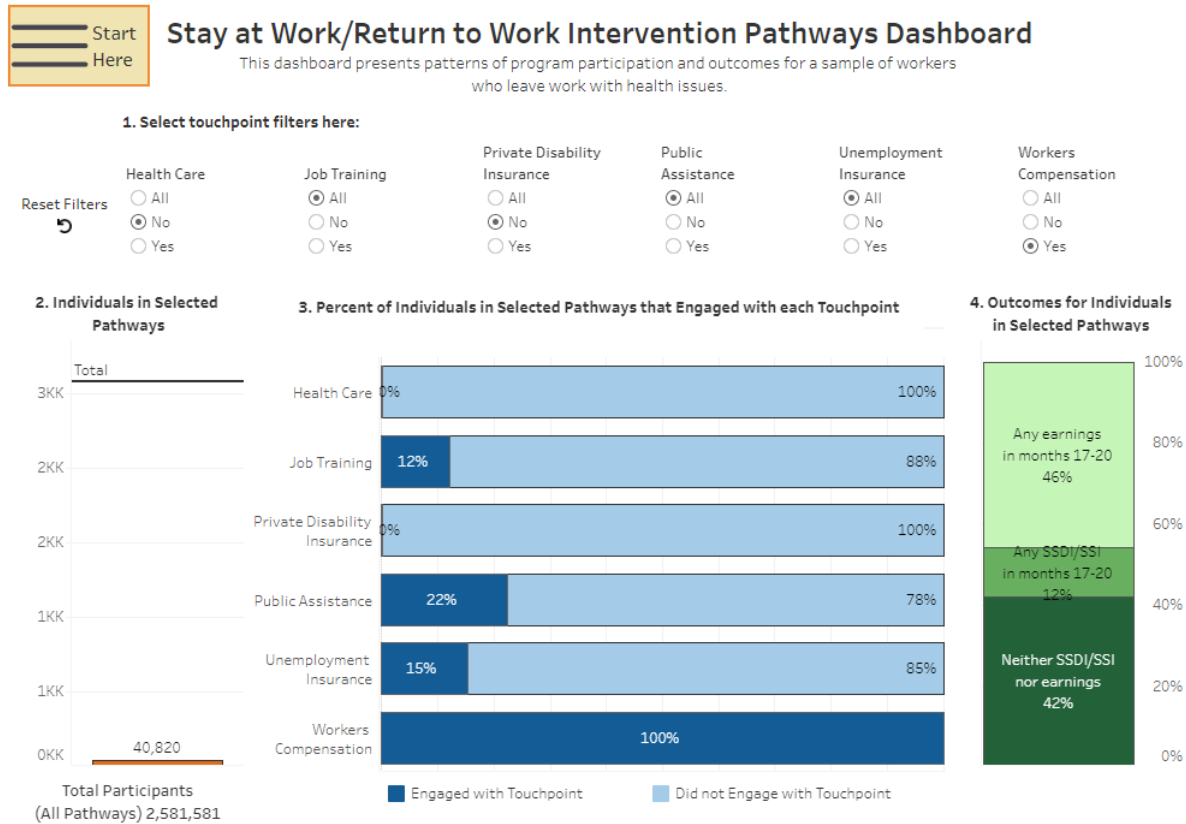 Start
Here
Stay at Work/Return to Work Intervention Pathways Dashboard
This dashboard presents patterns of program participation and outcomes for a sample of workers
who leave work with health issues.
1. Select touchpoint filters here:
Reset Filters
Health Care
All
No
Yes
Job Training
All
No
Yes
Private Disability
Insurance
All
No
Yes
Public
Assistance
All
No
Yes
Unemployment
Insurance
All
No
Yes
Workers
Compensation
All
No
Yes
2. Individuals in Selected
Pathways
Total
3KK
2KK
2KK
1KK
1KK
0KK
40,820
Total Participants
(All Pathways) 2,581,581
3. Percent of Individuals in Selected Pathways that Engaged with each Touchpoint
Health Care 0% 100%
Job Training 12% 88%
Private Disability
Insurance 0% 100%
Public Assistance 22% 78%
Unemployment
Insurance 15% 85%
Workers
Compensation 100%
Engaged with Touchpoint
Did not Engage with Touchpoint
4. Outcomes for Individuals
in Selected Pathways
Any earnings
in months 17-20
46%
Any SSDI/SSI
in months 17-20
12%
Neither SSDI/SSI
nor earnings
42%
100%
80%
60%
40%
20%
0%